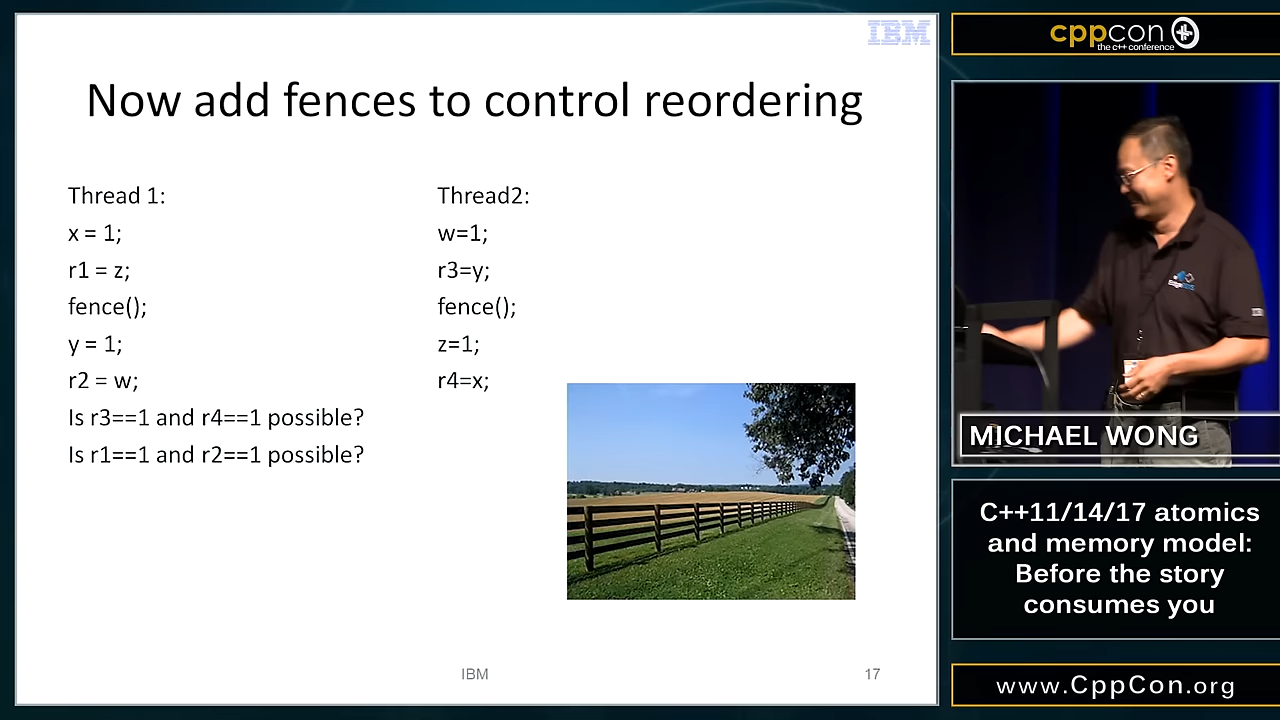 IBM
Now add fences to control reordering
Thread 1:
x = 1;
r1 = z;
fence();
y = 1;
r2 = w;
Is r3==1 and r4==1 possible?
Is r1==1 and r2==1 possible?
Thread2:
w=1;
r3=y;
fence();
z=1;
r4=x;
IBM
17
cppcon
the c++ conference
MICHAEL WONG
C++11/14/17 atomics
and memory model:
Before the story
consumes you
www.CppCon.org